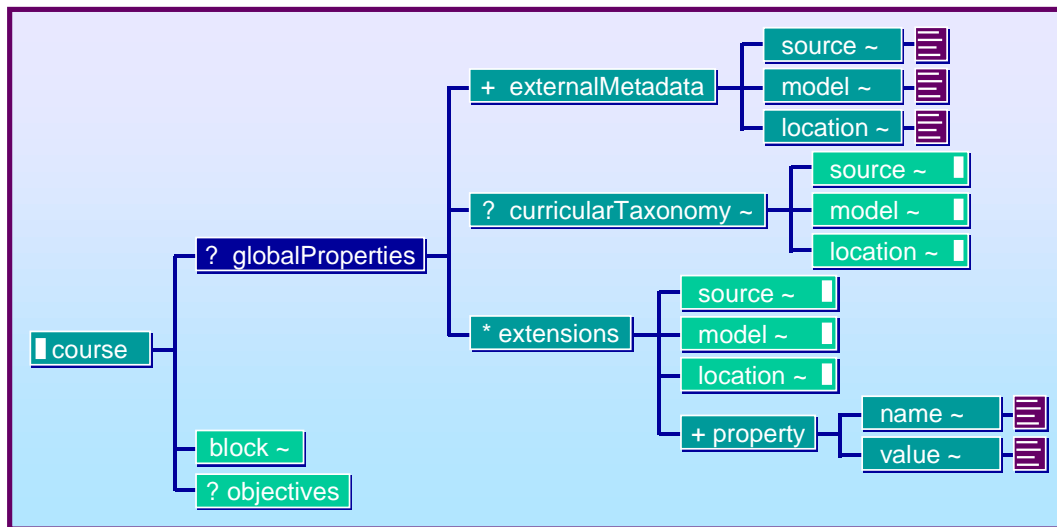 source ~
+ externalMetadata
model ~
location ~
source ~
? curricularTaxonomy ~
model ~
location ~
? globalProperties
source ~
* extensions
model ~
location ~
course
+ property
name ~
value ~
block ~
? objectives